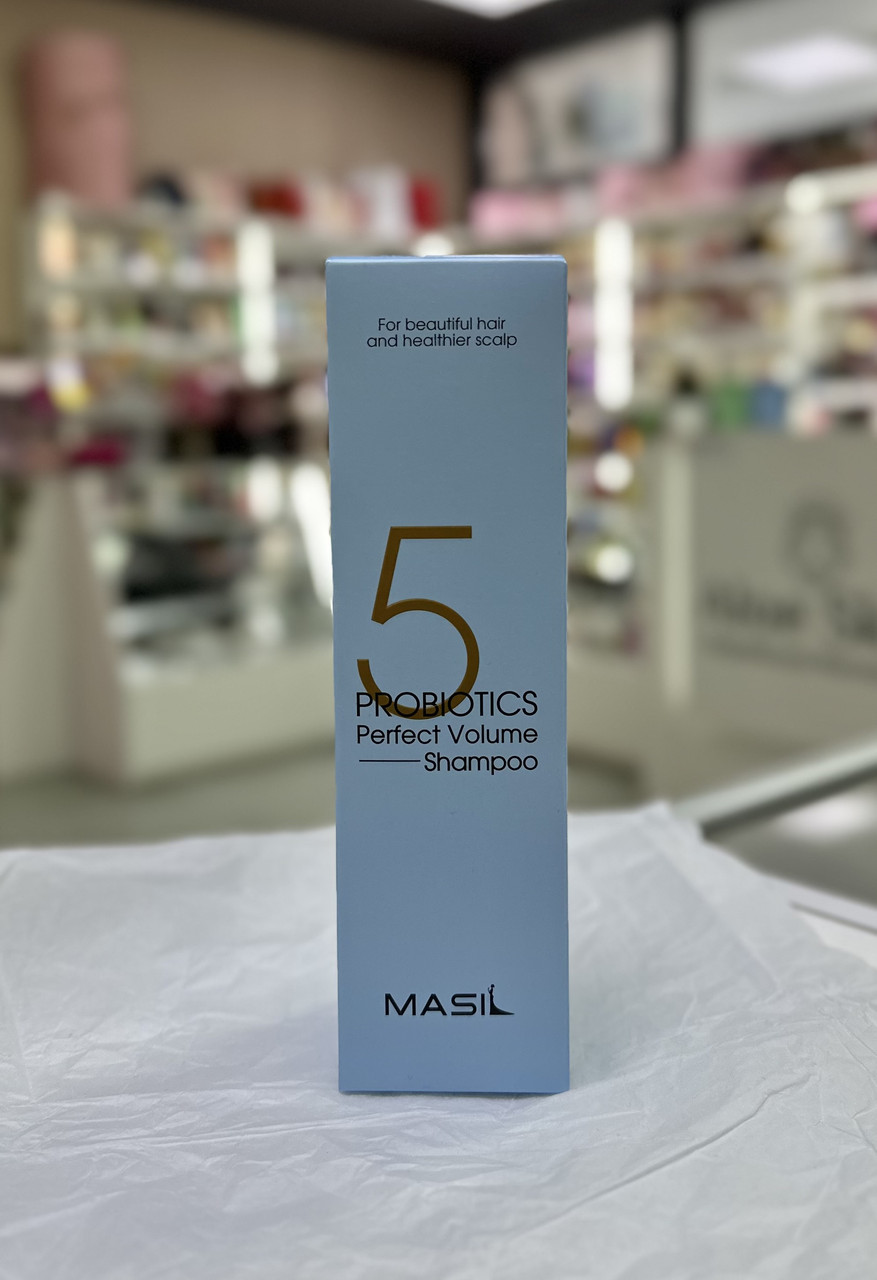 For beautiful hair
and healthier scalp
5
PROBIOTICS
Perfect Volume
Shampoo
MASIL